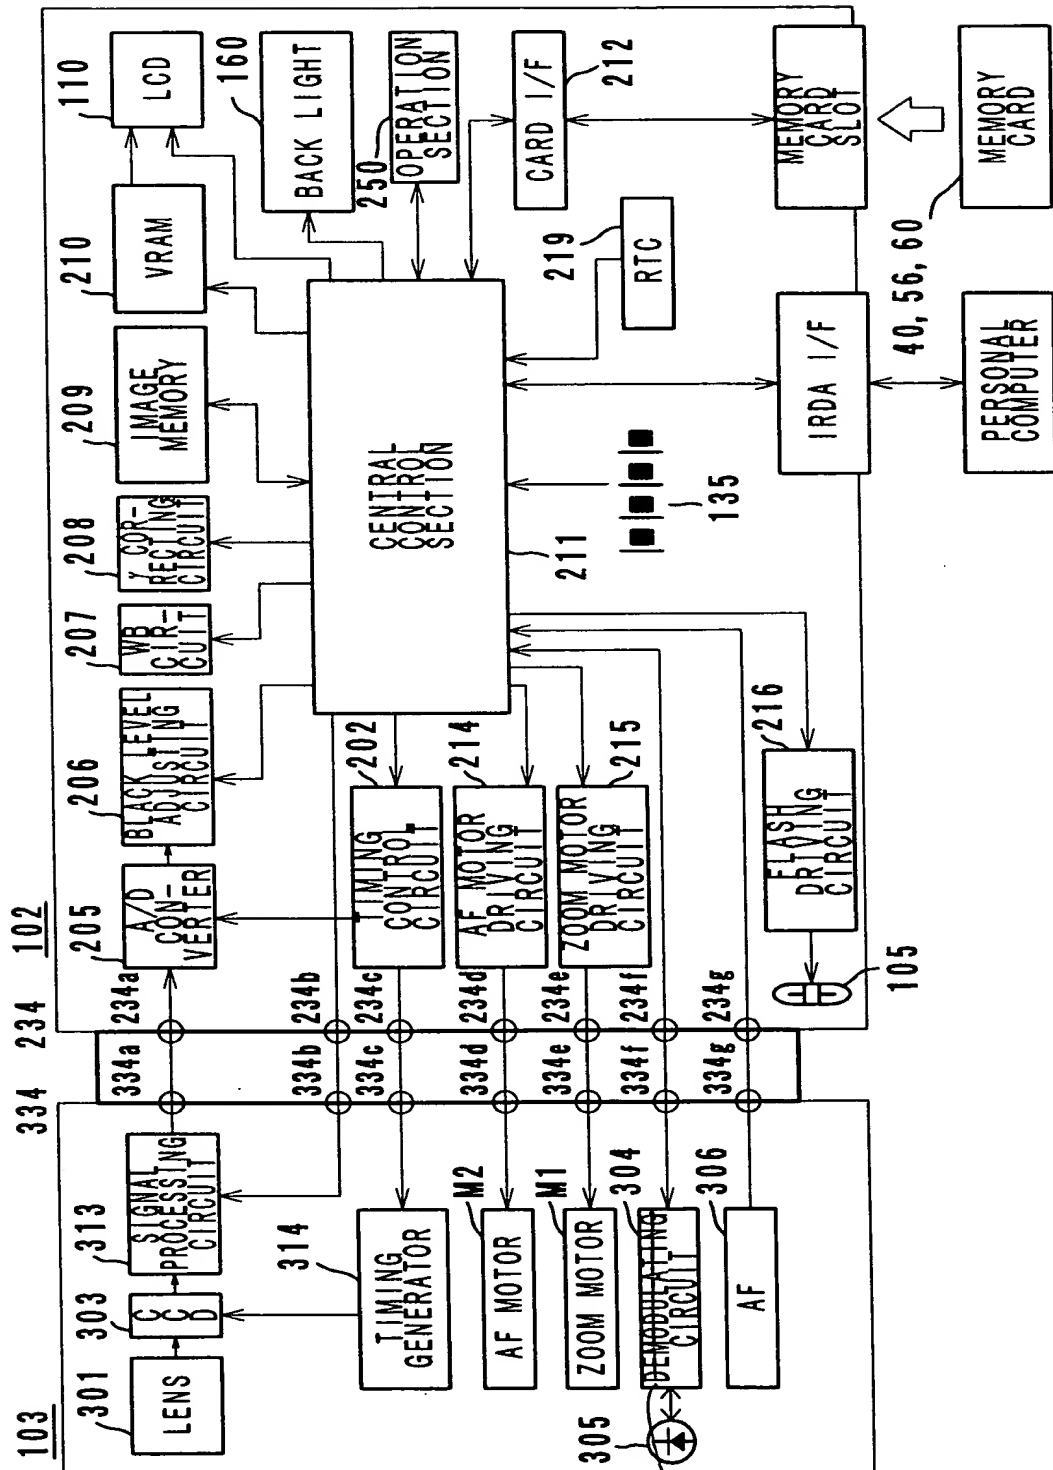 103
301
LENS
303
CCD
313
SIGNAL
PROCESSING
CIRCUIT
314
TIMING
GENERATOR
M2
AF MOTOR
M1
ZOOM MOTOR
304
DEMODULATING
CIRCUIT
305
306
AF
334
234
334a
234a
334b
234b
334c
234c
334d
234d
334e
234e
334f
234f
334g
234g
102
205
A/D
CON-
VERTER
206
BLACK LEVEL
ADJUSTING
CIRCUIT
207
WB
CIR-
CUIT
208
γ COR-
RECTING
CIRCUIT
209
IMAGE
MEMORY
210
VRAM
110
LCD
160
BACK LIGHT
250
OPERATION
SECTION
212
CARD I/F
219
RTC
CENTRAL
CONTROL
SECTION
211
135
202
TIMING
CONTROL
CIRCUIT
214
AF MOTOR
DRIVING
CIRCUIT
215
ZOOM MOTOR
DRIVING
CIRCUIT
216
FLASH
DRIVING
CIRCUIT
105
IRDA I/F
MEMORY
CARD
SLOT
PERSONAL
COMPUTER
40, 56, 60
MEMORY
CARD